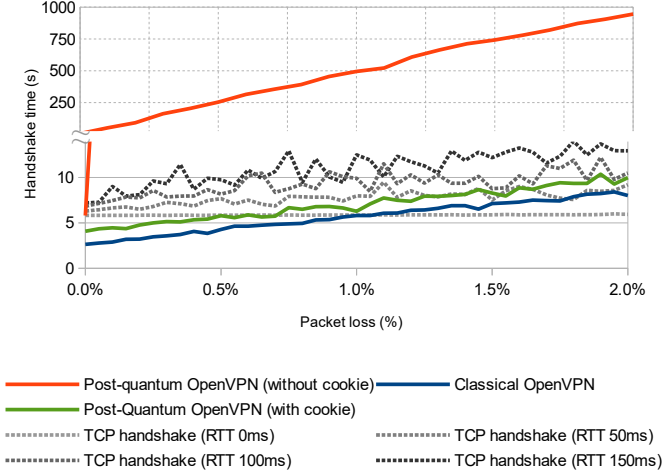 1000
750
500
250
Handshake time (s)
10
5
0
0.0%
0.5%
1.0%
1.5%
2.0%
Packet loss (%)
Post-quantum OpenVPN (without cookie)
Classical OpenVPN
Post-Quantum OpenVPN (with cookie)
TCP handshake (RTT 0ms)
TCP handshake (RTT 50ms)
TCP handshake (RTT 100ms)
TCP handshake (RTT 150ms)